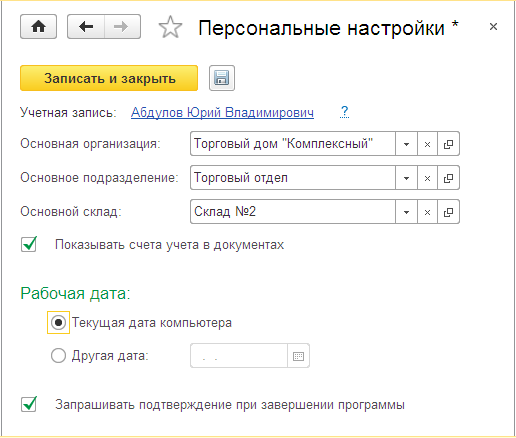 Персональные настройки *
Записать и закрыть
Учетная запись: Абдулов Юрий Владимирович ?
Основная организация: Торговый дом "Комплексный"
Основное подразделение: Торговый отдел
Основной склад: Склад №2
Показывать счета учета в документах
Рабочая дата:
Текущая дата компьютера
Другая дата: . .
Запрашивать подтверждение при завершении программы